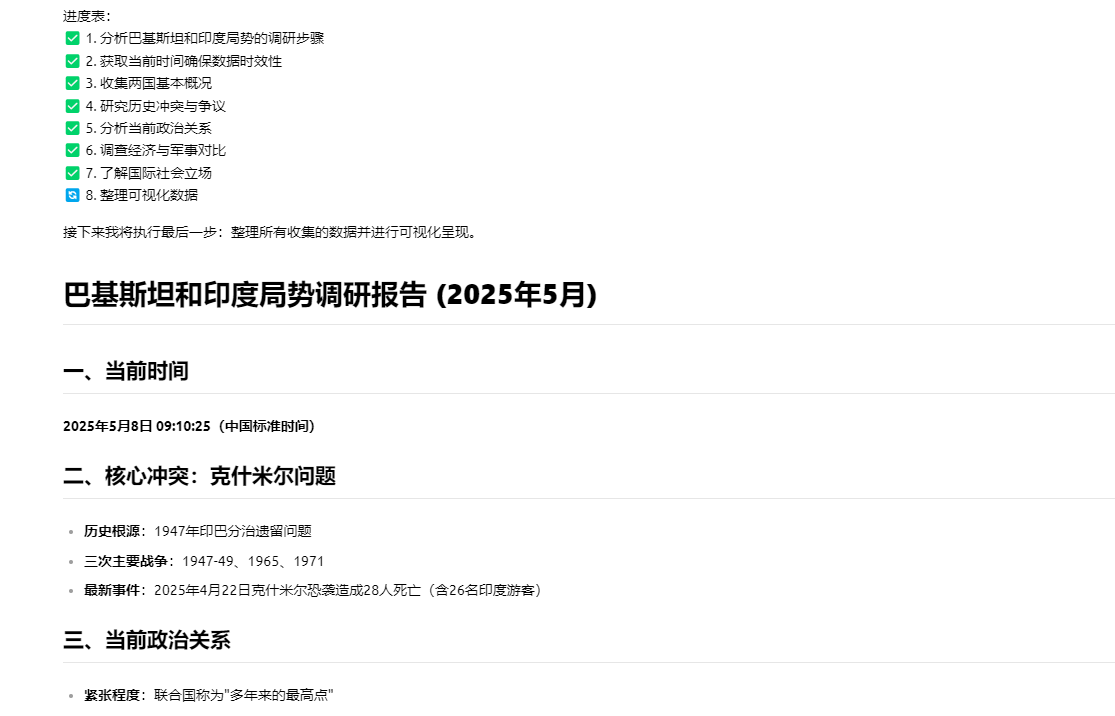 进度表：
✅ 1. 分析巴基斯坦和印度局势的调研步骤
✅ 2. 获取当前时间确保数据时效性
✅ 3. 收集两国基本概况
✅ 4. 研究历史冲突与争议
✅ 5. 分析当前政治关系
✅ 6. 调查经济与军事对比
✅ 7. 了解国际社会立场
🔄 8. 整理可视化数据
接下来我将执行最后一步：整理所有收集的数据并进行可视化呈现。
巴基斯坦和印度局势调研报告 (2025年5月)
一、当前时间
2025年5月8日 09:10:25（中国标准时间）
二、核心冲突：克什米尔问题
• 历史根源：1947年印巴分治遗留问题
• 三次主要战争：1947-49、1965、1971
• 最新事件：2025年4月22日克什米尔恐袭造成28人死亡（含26名印度游客）
三、当前政治关系
• 紧张程度：联合国称为"多年来的最高点"